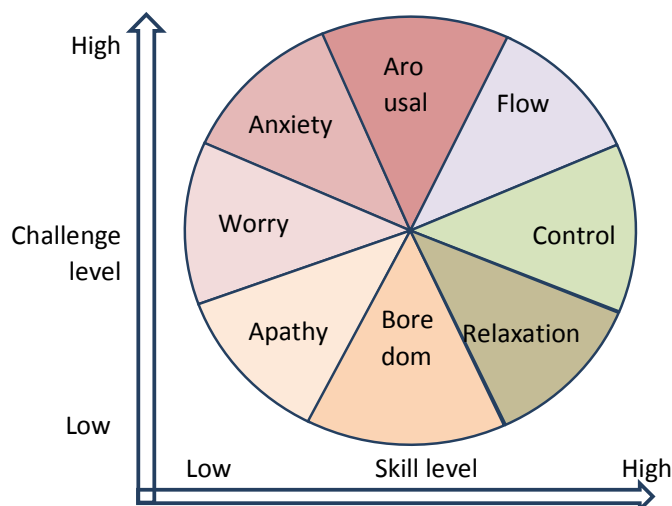 High
Aro
usal
Flow
Anxiety
Worry
Control
Challenge
level
Apathy
Bore
dom
Relaxation
Low
Low
Skill level
High